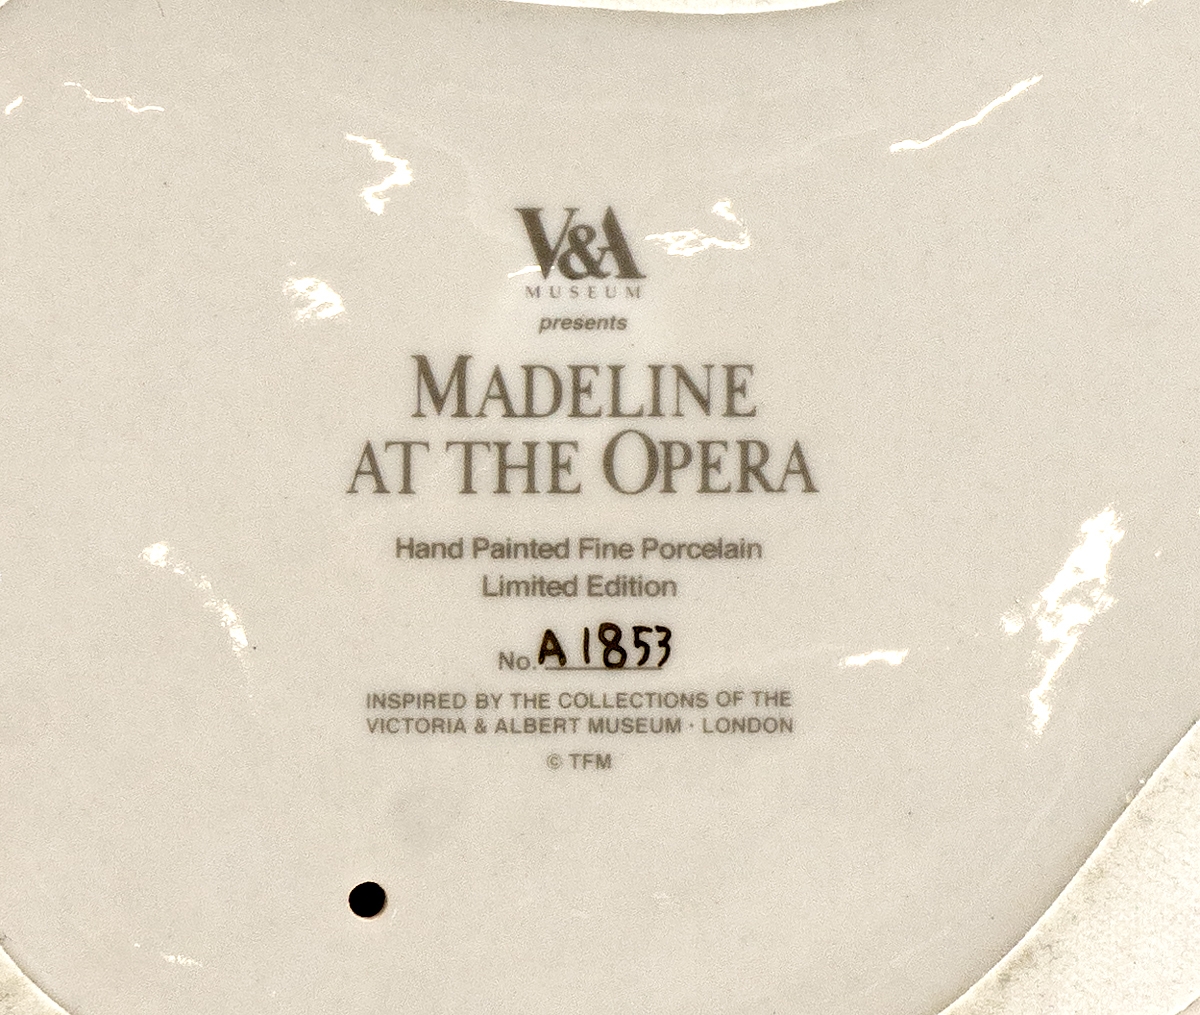 V&A
MUSEUM
presents
MADELINE
AT THE OPERA
Hand Painted Fine Porcelain
Limited Edition
No. A 1853
INSPIRED BY THE COLLECTIONS OF THE
VICTORIA & ALBERT MUSEUM · LONDON
© TFM